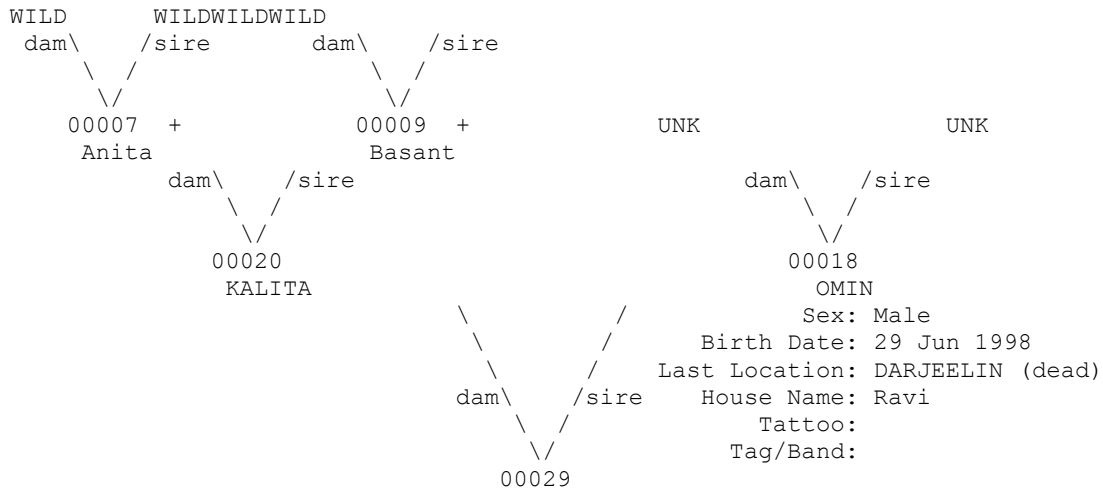 WILD WILDWILDWILD
dam\ /sire dam\ /sire
\ / \ /
\/ \/
00007 + 00009 + UNK UNK
Anita Basant
dam\ /sire dam\ /sire
\ / \ /
\/ \/
00020 00018
KALITA OMIN
\ / Sex: Male
\ / Birth Date: 29 Jun 1998
\ / Last Location: DARJEELIN (dead)
dam\ /sire House Name: Ravi
\ / Tattoo:
\/ Tag/Band:
00029